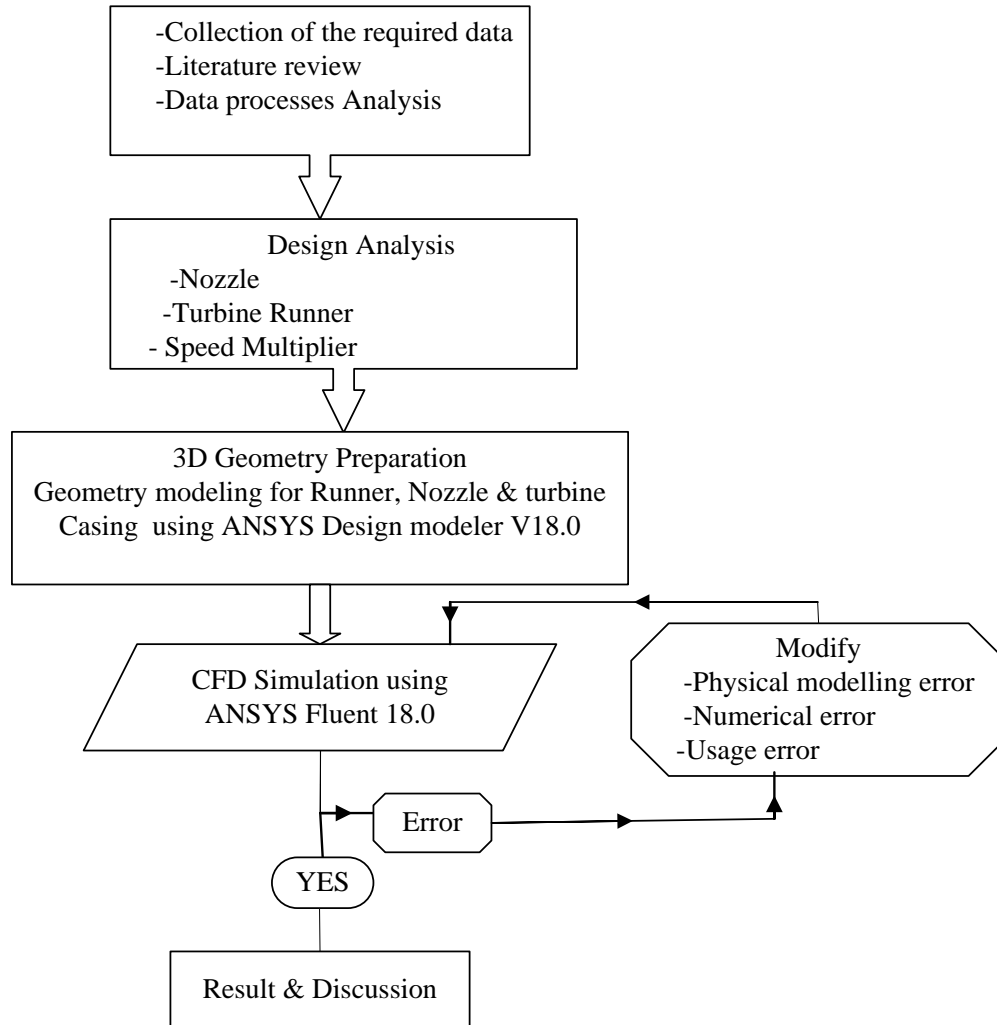 -Collection of the required data
-Literature review
-Data processes Analysis
Design Analysis
-Nozzle
-Turbine Runner
- Speed Multiplier
3D Geometry Preparation
Geometry modeling for Runner, Nozzle & turbine
Casing using ANSYS Design modeler V18.0
CFD Simulation using
ANSYS Fluent 18.0
Modify
-Physical modelling error
-Numerical error
-Usage error
Error
YES
Result & Discussion